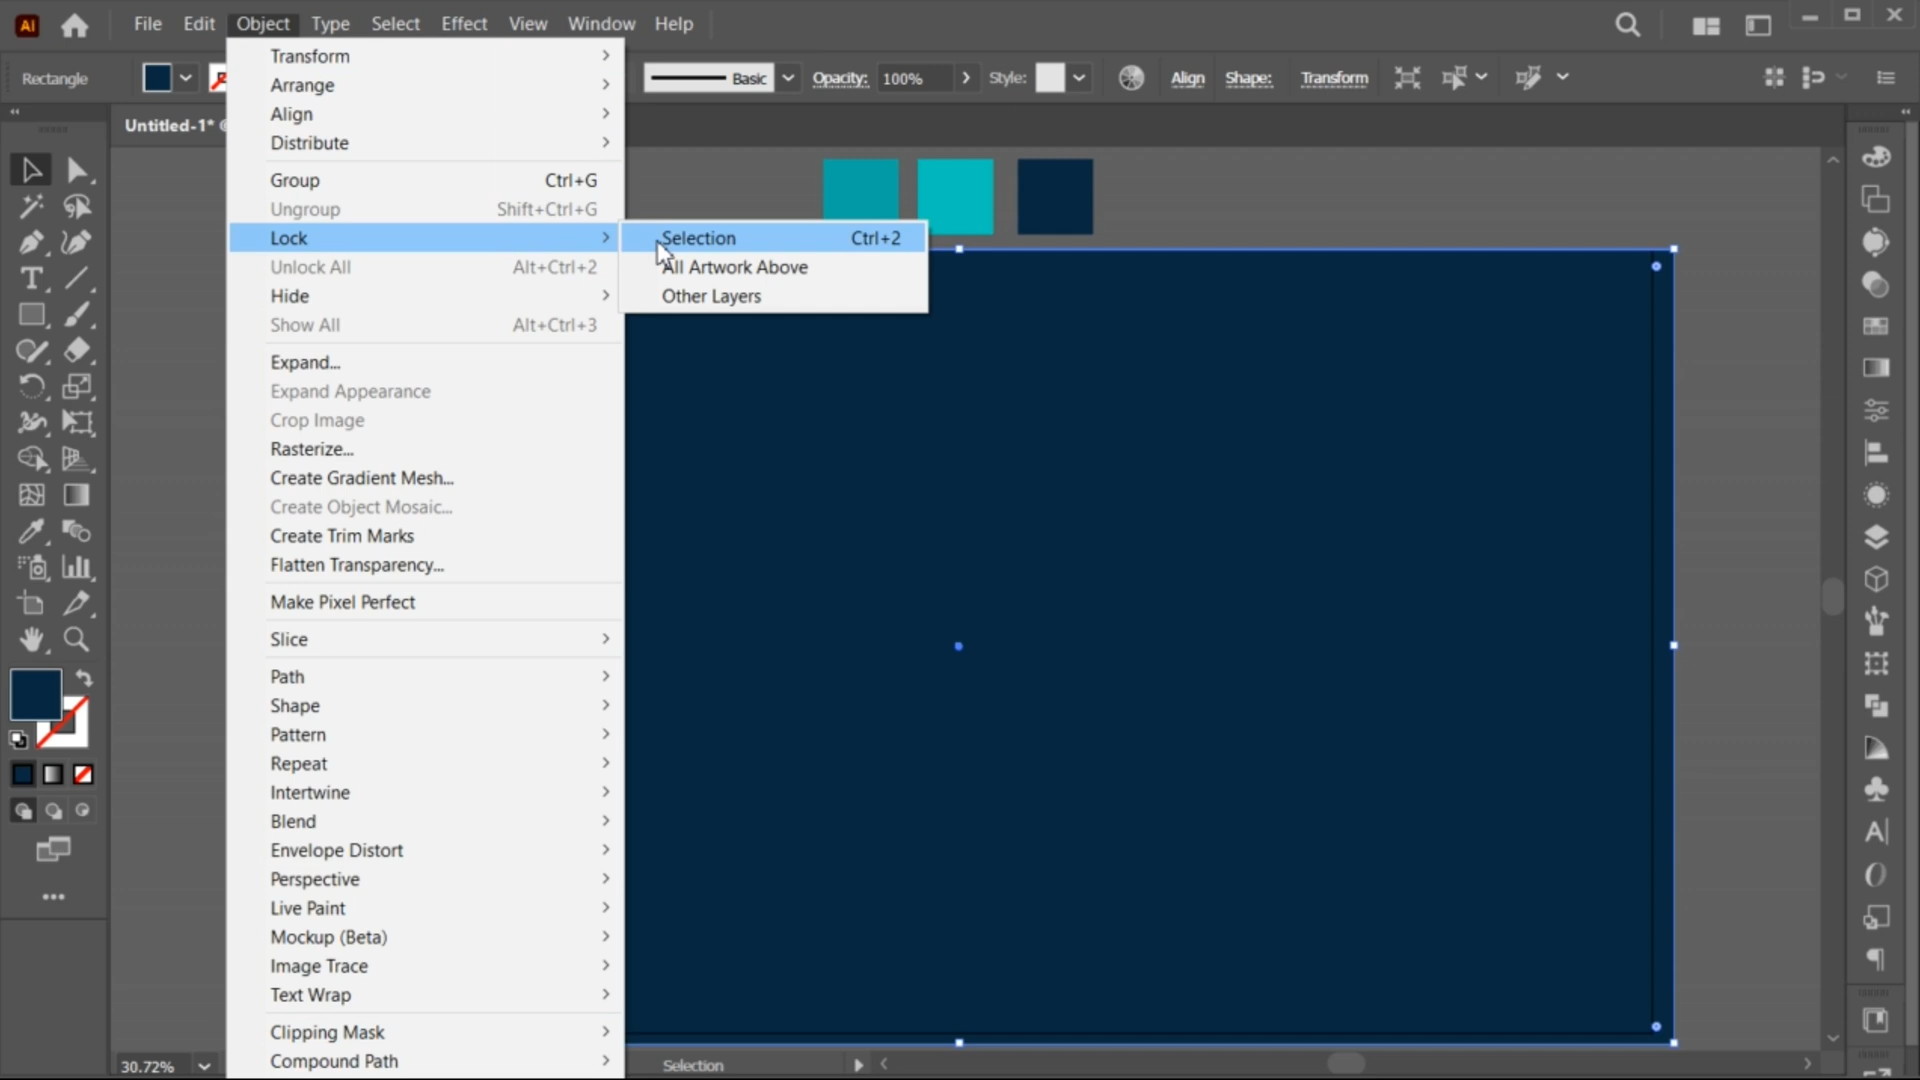 Ai File Edit Object Type Select Effect View Window Help
Rectangle Basic Opacity: 100% Style: Align Shape: Transform
Untitled-1*
Transform
Arrange
Align
Distribute
Group Ctrl+G
Ungroup Shift+Ctrl+G
Lock
Unlock All Alt+Ctrl+2
Hide
Show All Alt+Ctrl+3
Expand...
Expand Appearance
Crop Image
Rasterize...
Create Gradient Mesh...
Create Object Mosaic...
Create Trim Marks
Flatten Transparency...
Make Pixel Perfect
Slice
Path
Shape
Pattern
Repeat
Intertwine
Blend
Envelope Distort
Perspective
Live Paint
Mockup (Beta)
Image Trace
Text Wrap
Clipping Mask
Compound Path
Selection Ctrl+2
All Artwork Above
Other Layers
30.72% Selection